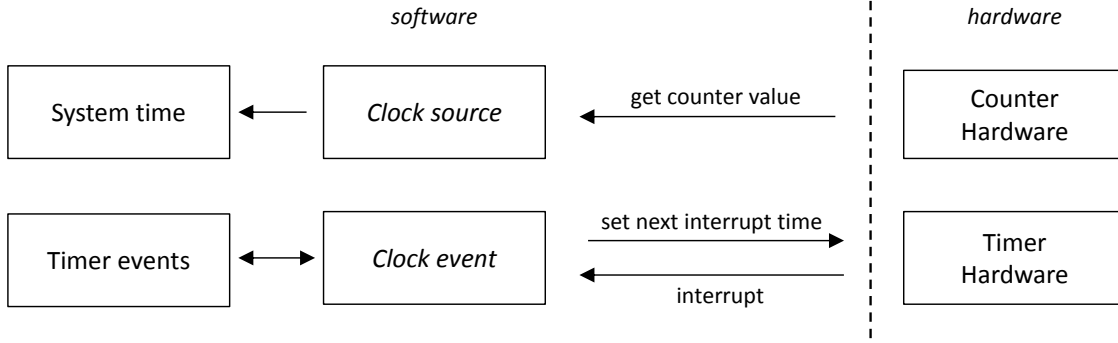 software
hardware
System time
Clock source
get counter value
Counter
Hardware
Timer events
Clock event
set next interrupt time
interrupt
Timer
Hardware